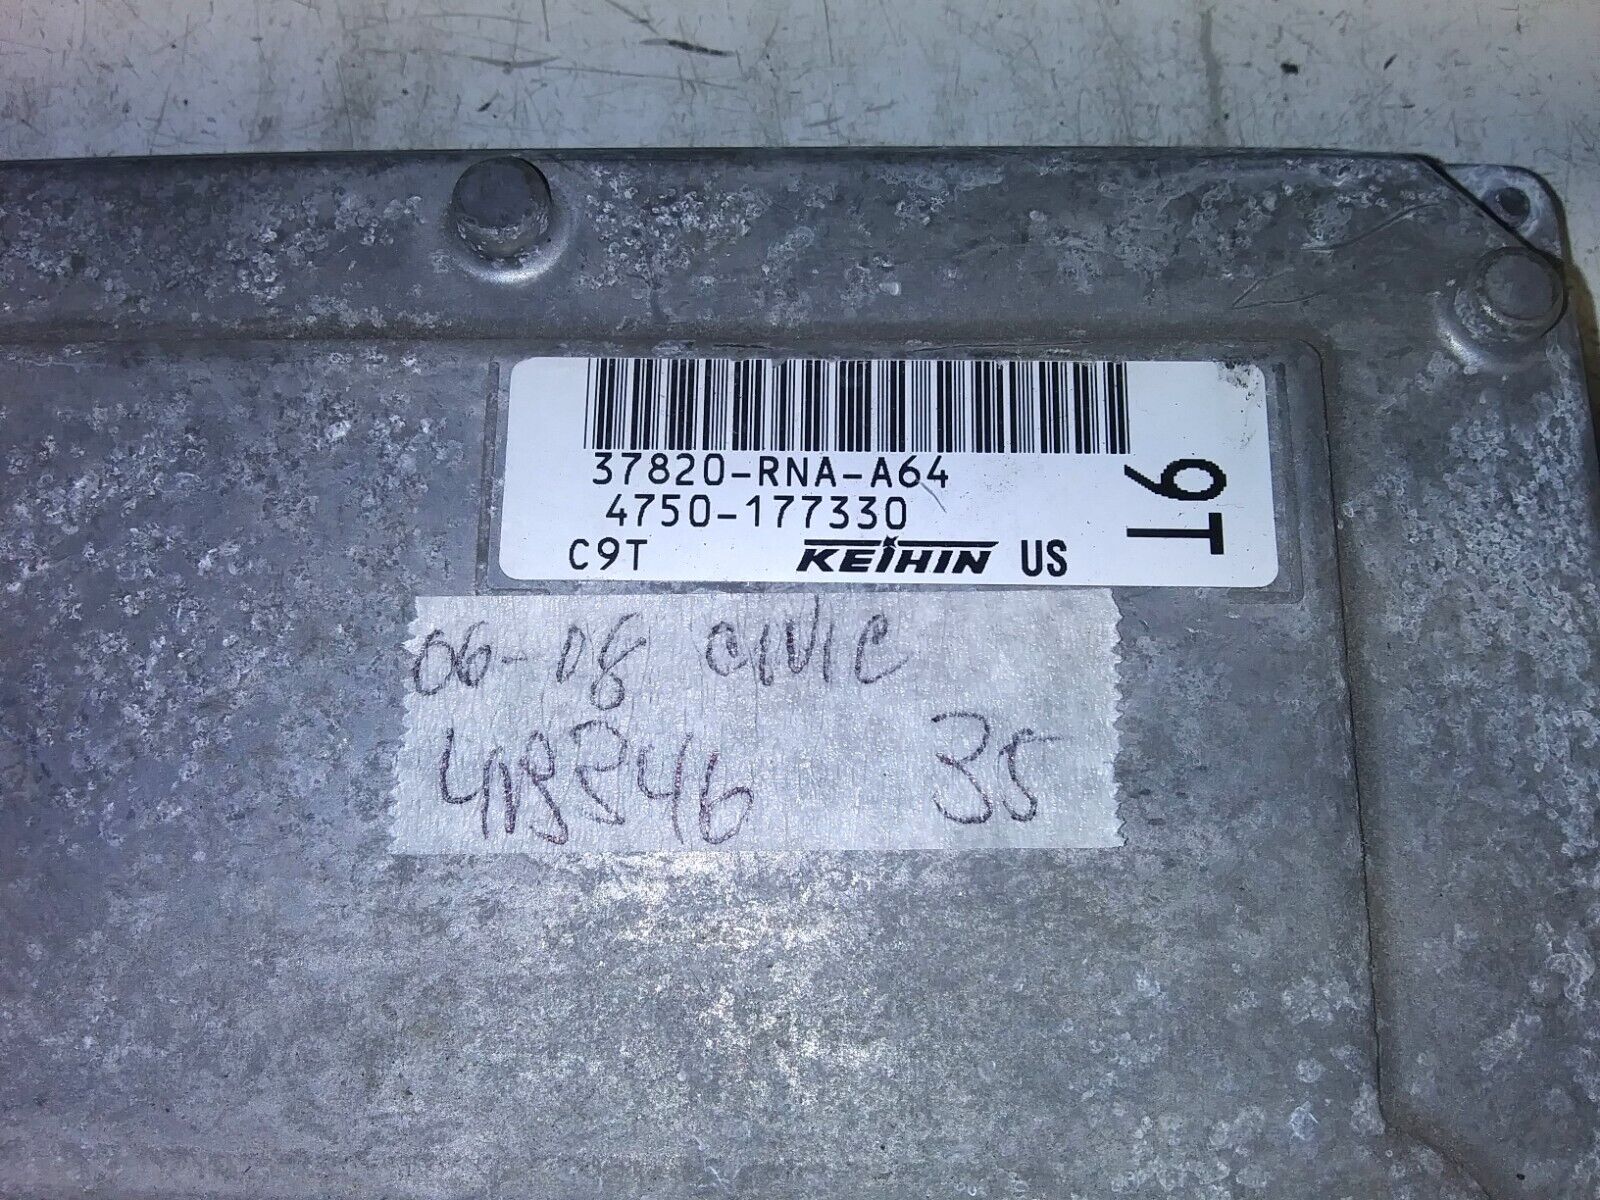 37820-RNA-A64
4750-177330
C9T KEIHIN US
9T
06-08 CIVIC
35